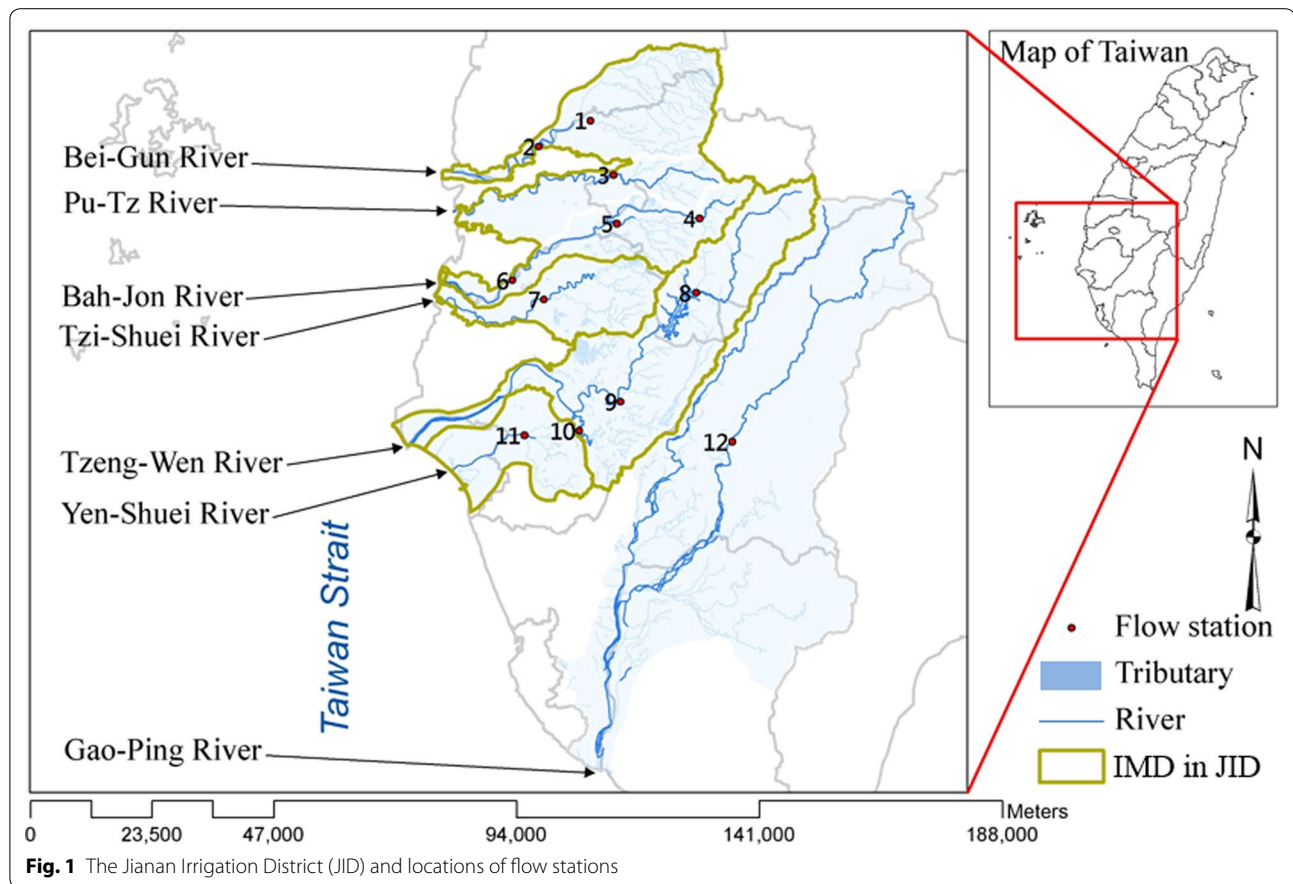 Map of Taiwan
1
2
Bei-Gun River
3
Pu-Tz River
4
5
6
Bah-Jon River
7
8
Tzi-Shuei River
9
10
11
12
Tzeng-Wen River
Yen-Shuei River
Taiwan Strait
Gao-Ping River
N
Flow station
Tributary
River
IMD in JID
Meters
0 23,500 47,000 94,000 141,000 188,000
Fig. 1 The Jianan Irrigation District (JID) and locations of flow stations